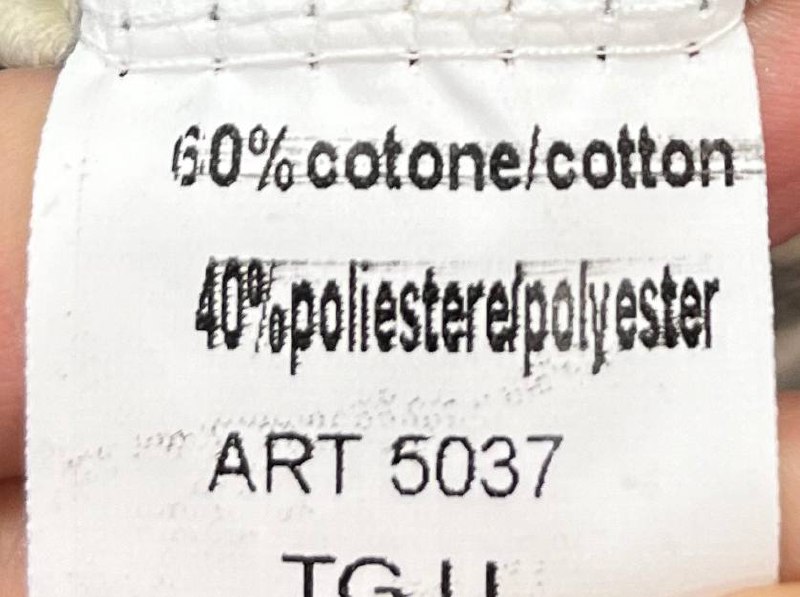 60% cotone/cotton
40%poliestere/polyester
ART 5037
TG U